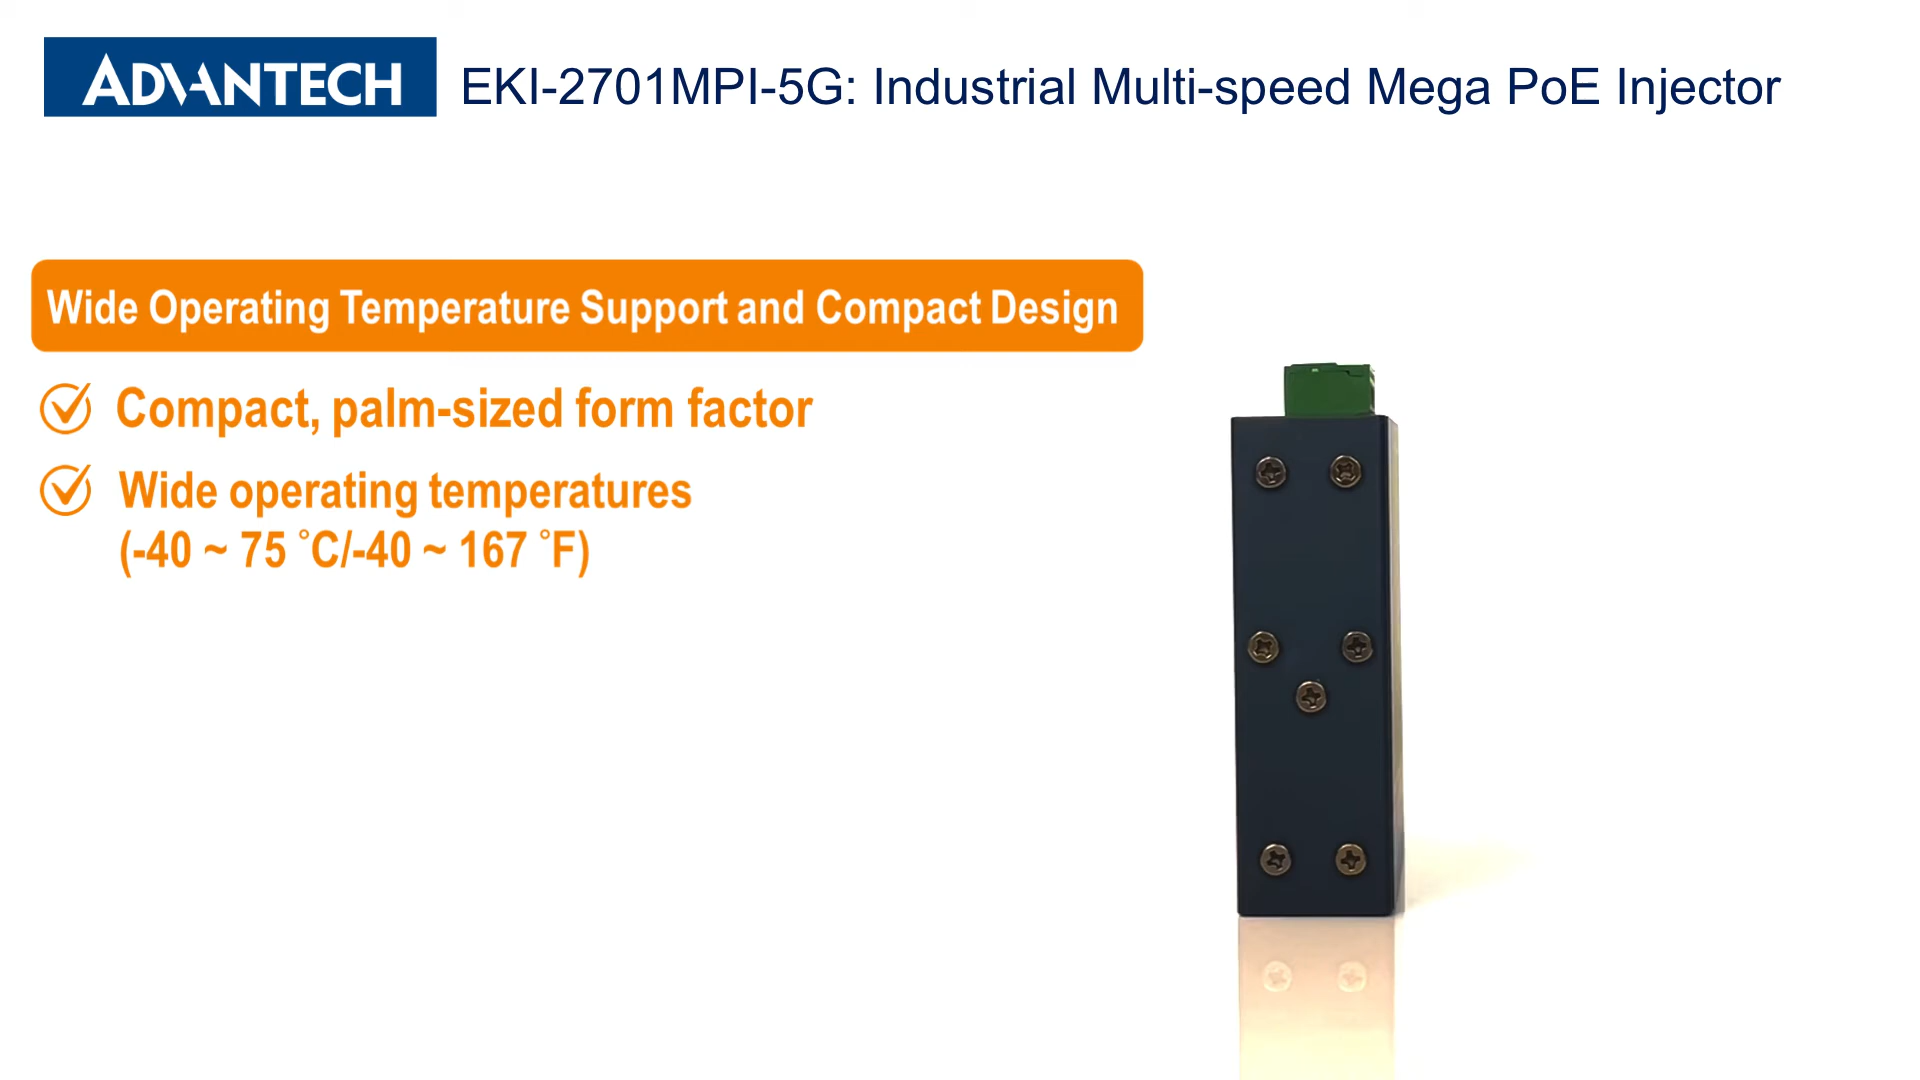 ADVANTECH EKI-2701MPI-5G: Industrial Multi-speed Mega PoE Injector
Wide Operating Temperature Support and Compact Design
Compact, palm-sized form factor
Wide operating temperatures
(-40 ~ 75 ˚C/-40 ~ 167 ˚F)